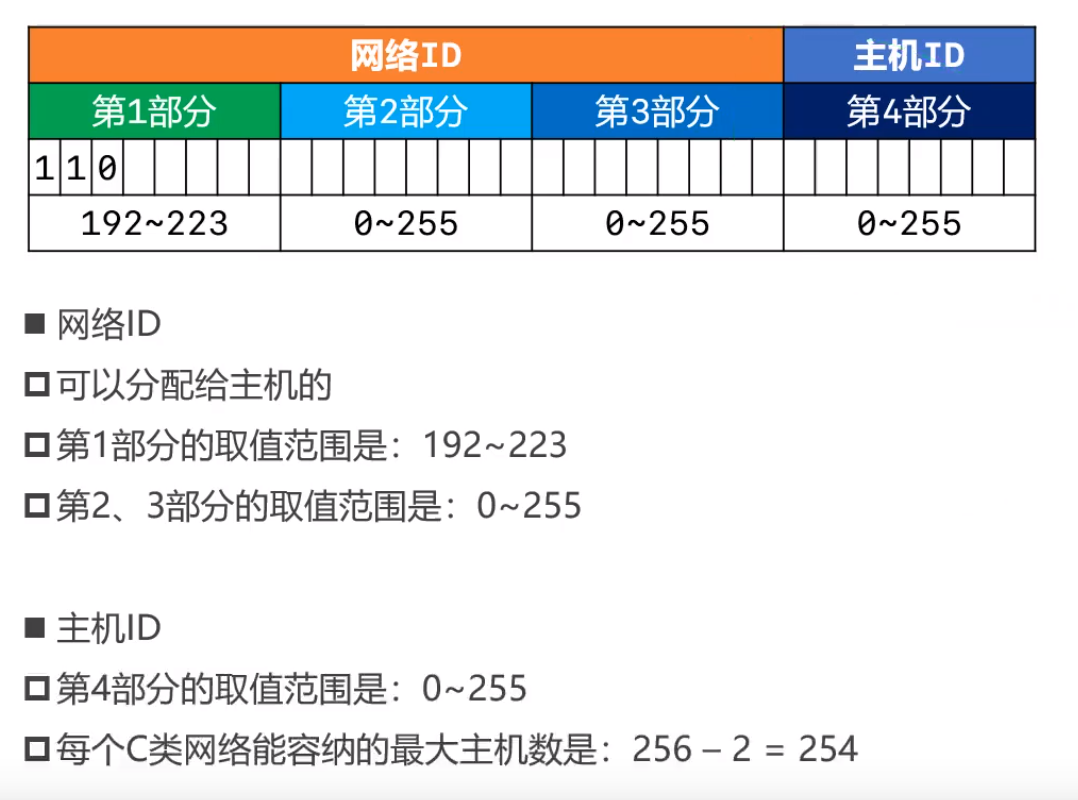 网络ID 主机ID
第1部分 第2部分 第3部分 第4部分
1 1 0
192~223 0~255 0~255 0~255
■ 网络ID
可以分配给主机的
第1部分的取值范围是：192~223
第2、3部分的取值范围是：0~255
■ 主机ID
第4部分的取值范围是：0~255
每个C类网络能容纳的最大主机数是：256 – 2 = 254